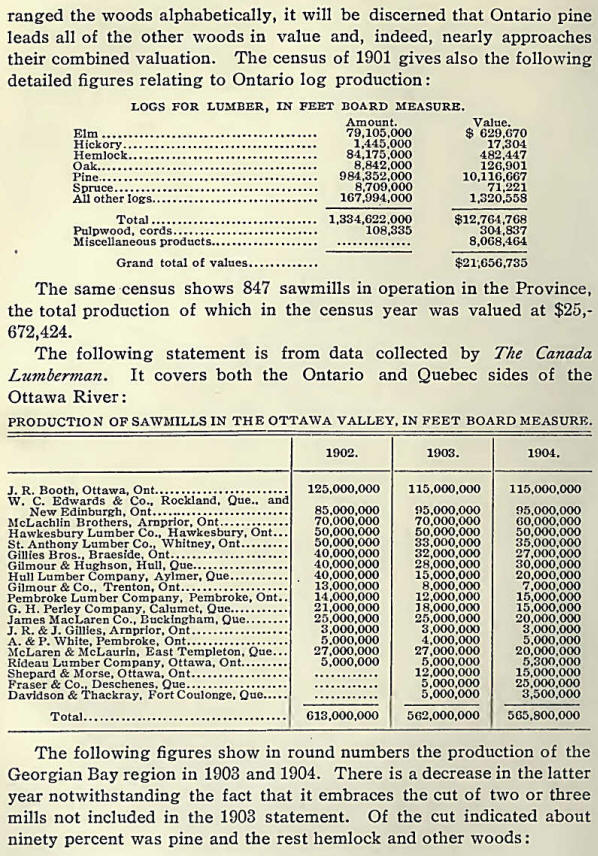 ranged the woods alphabetically, it will be discerned that Ontario pine
leads all of the other woods in value and, indeed, nearly approaches
their combined valuation. The census of 1901 gives also the following
detailed figures relating to Ontario log production:
LOGS FOR LUMBER, IN FEET BOARD MEASURE.
Amount. Value.
Elm ........................................ 79,105,000 $ 629,670
Hickory..................................... 1,445,000 17,304
Hemlock.................................... 84,175,000 482,447
Oak......................................... 8,842,000 126,901
Pine........................................ 984,352,000 10,116,667
Spruce...................................... 8,709,000 71,221
All other logs................................ 167,994,000 1,320,558
Total ................................ 1,334,622,000 $12,764,768
Pulpwood, cords............................. 108,335 304,837
Miscellaneous products...................... .............. 8,068,464
Grand total of values............. $21,656,735
The same census shows 847 sawmills in operation in the Province,
the total production of which in the census year was valued at $25,-
672,424.
The following statement is from data collected by The Canada
Lumberman. It covers both the Ontario and Quebec sides of the
Ottawa River:
PRODUCTION OF SAWMILLS IN THE OTTAWA VALLEY, IN FEET BOARD MEASURE.
1902. 1903. 1904.
J. R. Booth, Ottawa, Ont........................ 125,000,000 115,000,000 115,000,000
W. C. Edwards & Co., Rockland, Que., and
New Edinburgh, Ont...................... 85,000,000 95,000,000 95,000,000
McLachlin Brothers, Arnprior, Ont............ 70,000,000 70,000,000 60,000,000
Hawkesbury Lumber Co., Hawkesbury, Ont... 50,000,000 50,000,000 50,000,000
St. Anthony Lumber Co., Whitney, Ont........ 50,000,000 33,000,000 35,000,000
Gillies Bros., Braeside, Ont.................... 40,000,000 32,000,000 27,000,000
Gilmour & Hughson, Hull, Que................ 40,000,000 28,000,000 30,000,000
Hull Lumber Company, Aylmer, Que.......... 40,000,000 15,000,000 20,000,000
Gilmour & Co., Trenton, Ont................... 13,000,000 8,000,000 7,000,000
Pembroke Lumber Company, Pembroke, Ont.. 14,000,000 12,000,000 15,000,000
G. H. Perley Company, Calumet, Que.......... 21,000,000 18,000,000 15,000,000
James MacLaren Co., Buckingham, Que....... 25,000,000 25,000,000 20,000,000
J. R. & J. Gillies, Arnprior, Ont................. 3,000,000 3,000,000 3,000,000
A. & P. White, Pembroke, Ont................. 5,000,000 4,000,000 5,000,000
McLaren & McLaurin, East Templeton, Que... 27,000,000 27,000,000 20,000,000
Rideau Lumber Company, Ottawa, Ont........ 5,000,000 5,000,000 5,300,000
Shepard & Morse, Ottawa, Ont................ ............ 12,000,000 15,000,000
Fraser & Co., Deschenes, Que................. ............ 5,000,000 25,000,000
Davidson & Thackray, Fort Coulonge, Que..... ............ 5,000,000 3,500,000
Total.................................... 613,000,000 562,000,000 565,800,000
The following figures show in round numbers the production of the
Georgian Bay region in 1903 and 1904. There is a decrease in the latter
year notwithstanding the fact that it embraces the cut of two or three
mills not included in the 1903 statement. Of the cut indicated about
ninety percent was pine and the rest hemlock and other woods: